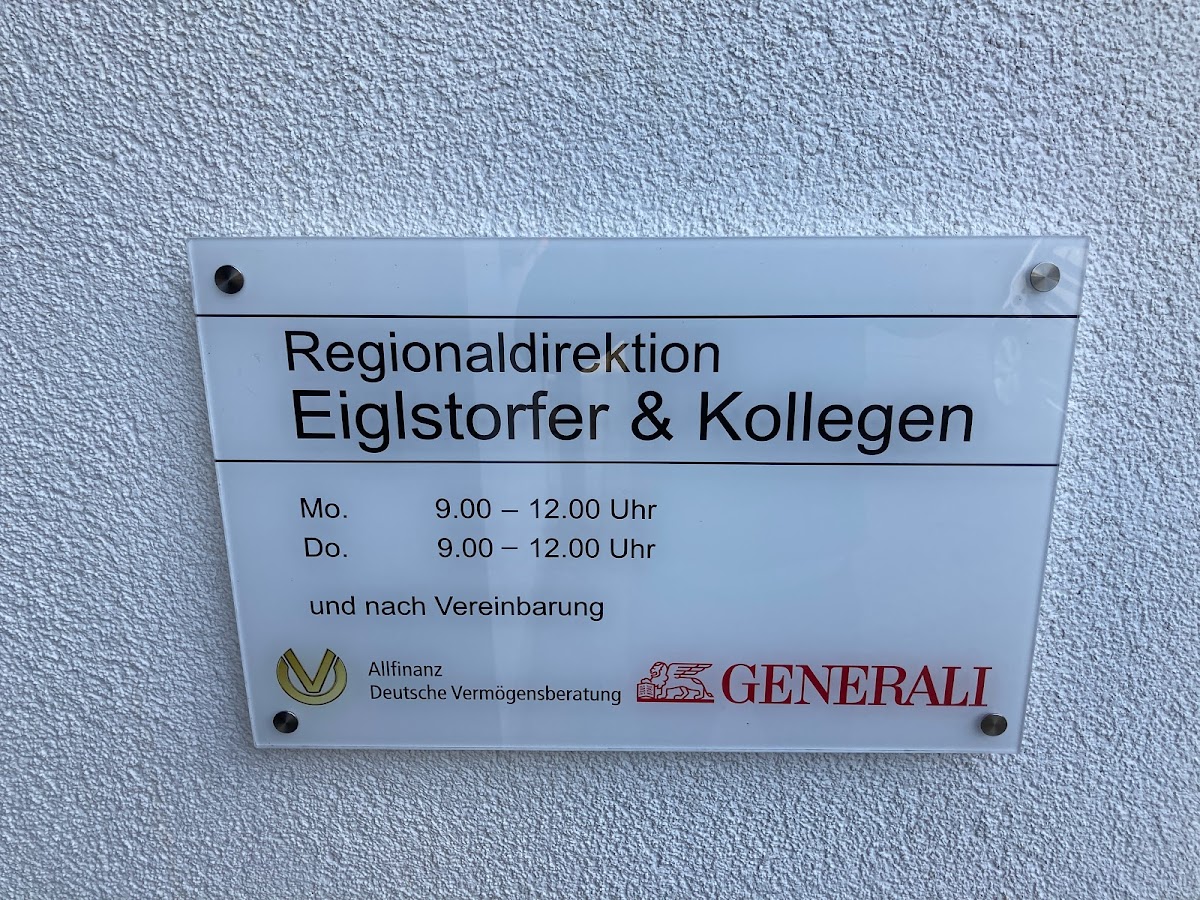 Regionaldirektion
Eiglstorfer & Kollegen
Mo. 9.00 – 12.00 Uhr
Do. 9.00 – 12.00 Uhr
und nach Vereinbarung
Allfinanz
Deutsche Vermögensberatung
GENERALI